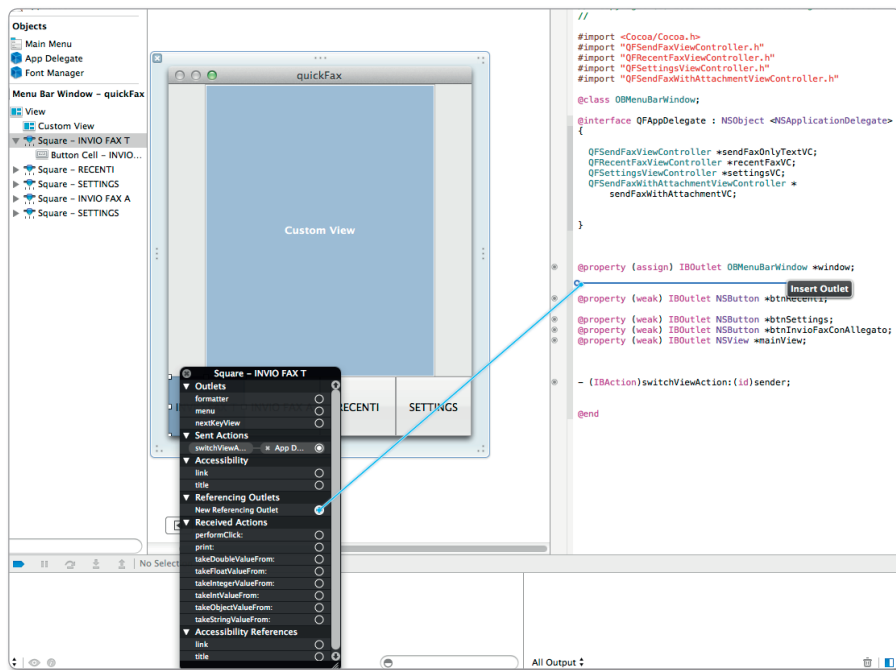 Objects
Main Menu
App Delegate
Font Manager
Menu Bar Window – quickFax
View
Custom View
Square – INVIO FAX T
Button Cell – INVIO...
Square – RECENTI
Square – SETTINGS
Square – INVIO FAX A
Square – SETTINGS
quickFax
Custom View
RECENTI
SETTINGS
Square – INVIO FAX T
Outlets
formatter
menu
nextKeyView
Sent Actions
switchViewA... × App D...
Accessibility
link
title
Referencing Outlets
New Referencing Outlet
Received Actions
performClick:
print:
takeDoubleValueFrom:
takeFloatValueFrom:
takeIntegerValueFrom:
takeIntValueFrom:
takeObjectValueFrom:
takeStringValueFrom:
Accessibility References
link
title
No Select
All Output
//
#import <Cocoa/Cocoa.h>
#import "QFSendFaxViewController.h"
#import "QFRecentFaxViewController.h"
#import "QFSettingsViewController.h"
#import "QFSendFaxWithAttachmentViewController.h"
@class OBMenuBarWindow;
@interface QFAppDelegate : NSObject <NSApplicationDelegate>
{
QFSendFaxViewController *sendFaxOnlyTextVC;
QFRecentFaxViewController *recentFaxVC;
QFSettingsViewController *settingsVC;
QFSendFaxWithAttachmentViewController *
sendFaxWithAttachmentVC;
}
@property (assign) IBOutlet OBMenuBarWindow *window;
Insert Outlet
@property (weak) IBOutlet NSButton *btnRecenti;
@property (weak) IBOutlet NSButton *btnSettings;
@property (weak) IBOutlet NSButton *btnInvioFaxConAllegato;
@property (weak) IBOutlet NSView *mainView;
– (IBAction)switchViewAction:(id)sender;
@end